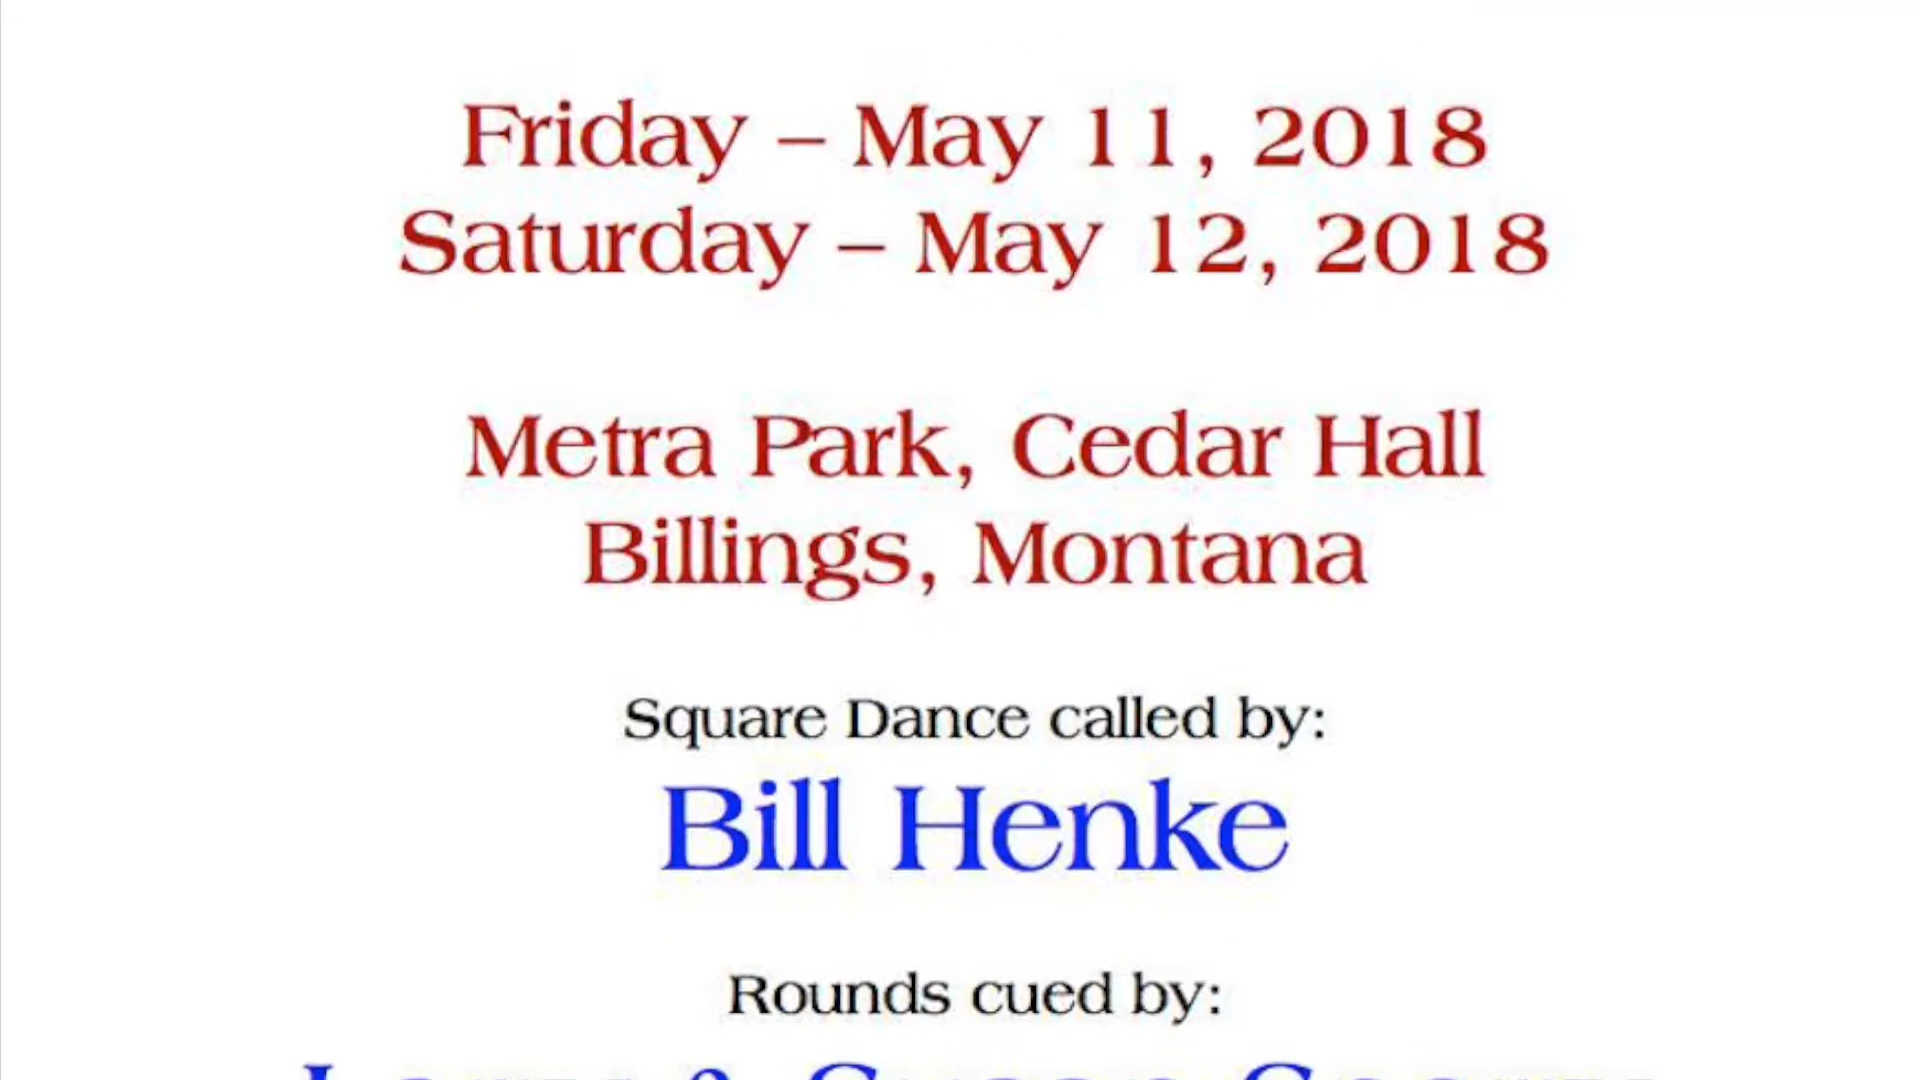 Friday – May 11, 2018
Saturday – May 12, 2018
Metra Park, Cedar Hall
Billings, Montana
Square Dance called by:
Bill Henke
Rounds cued by: